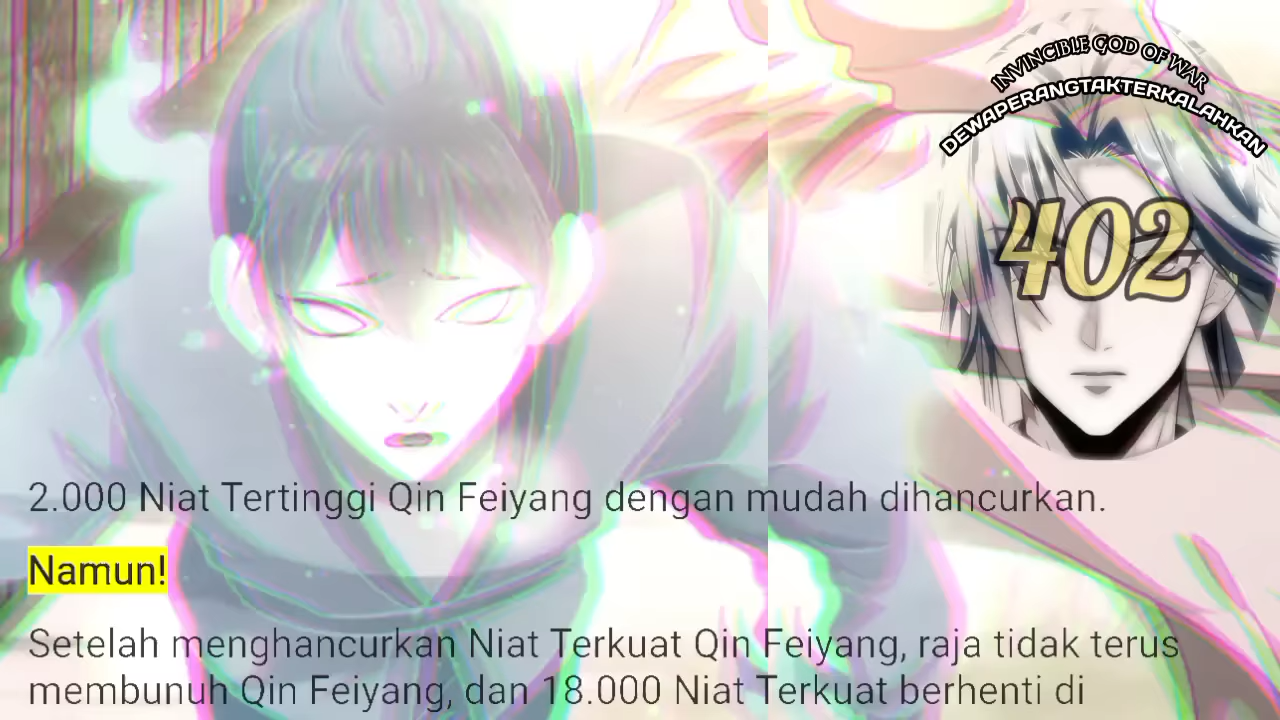 INVINCIBLE GOD OF WAR
DEWAPERANGTAKTERKALAHKAN
402
2.000 Niat Tertinggi Qin Feiyang dengan mudah dihancurkan.
Namun!
Setelah menghancurkan Niat Terkuat Qin Feiyang, raja tidak terus
membunuh Qin Feiyang, dan 18.000 Niat Terkuat berhenti di